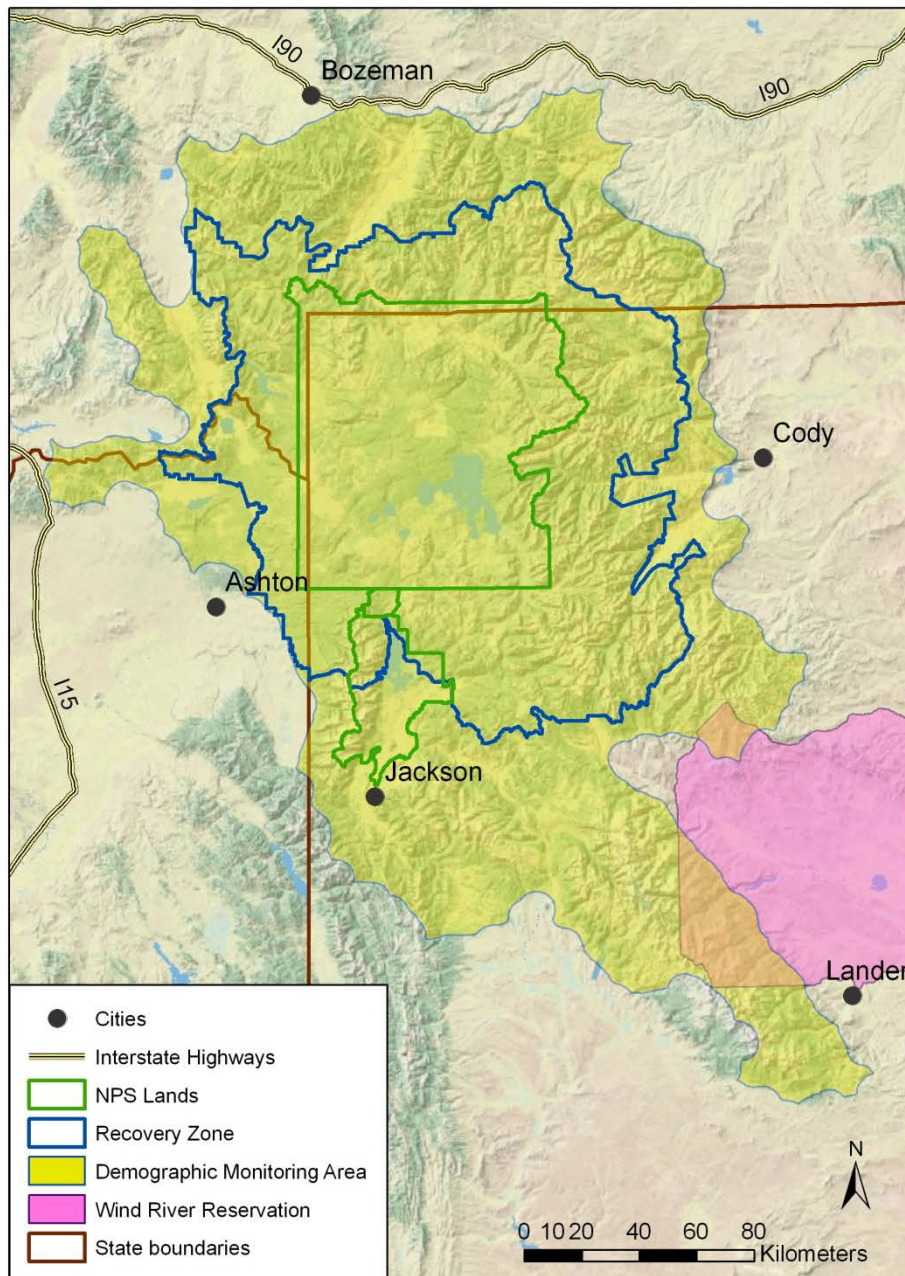 I90
Bozeman
I90
Cody
Ashton
I15
Jackson
Lander
Cities
Interstate Highways
NPS Lands
Recovery Zone
Demographic Monitoring Area
Wind River Reservation
State boundaries
N
0 10 20 40 60 80
Kilometers